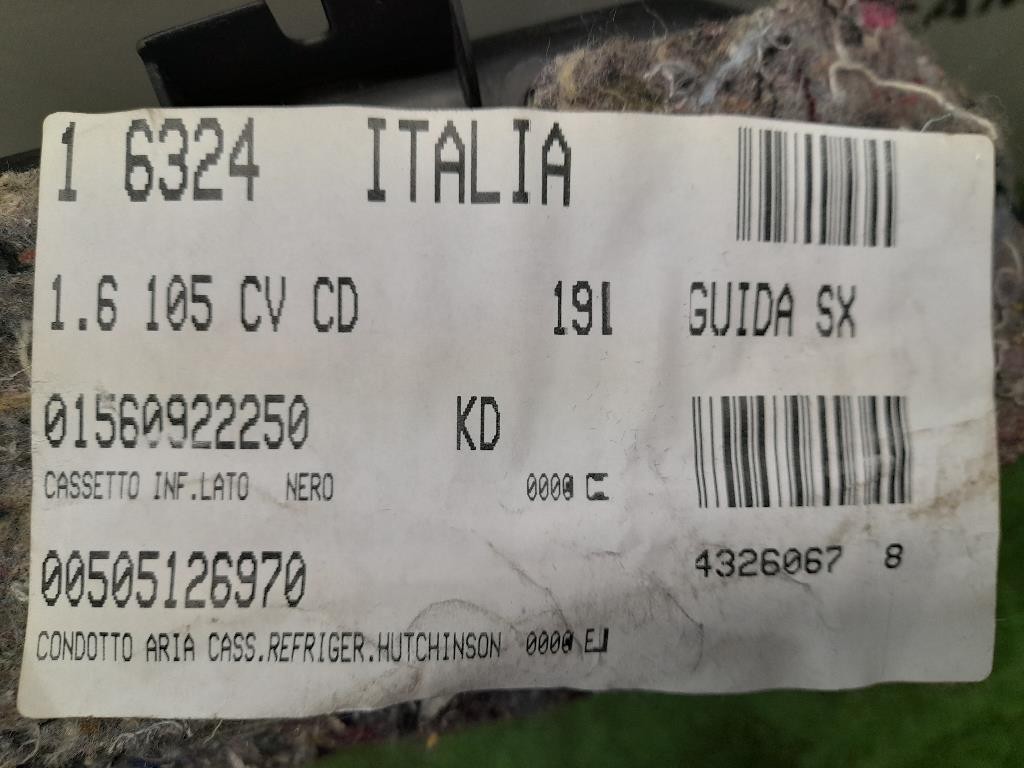 1 6324 ITALIA
1.6 105 CV CD 191 GUIDA SX
01560922250 KD
CASSETTO INF.LATO NERO 0000
00505126970
4326067 8
CONDOTTO ARIA CASS.REFRIGER.HUTCHINSON 0000